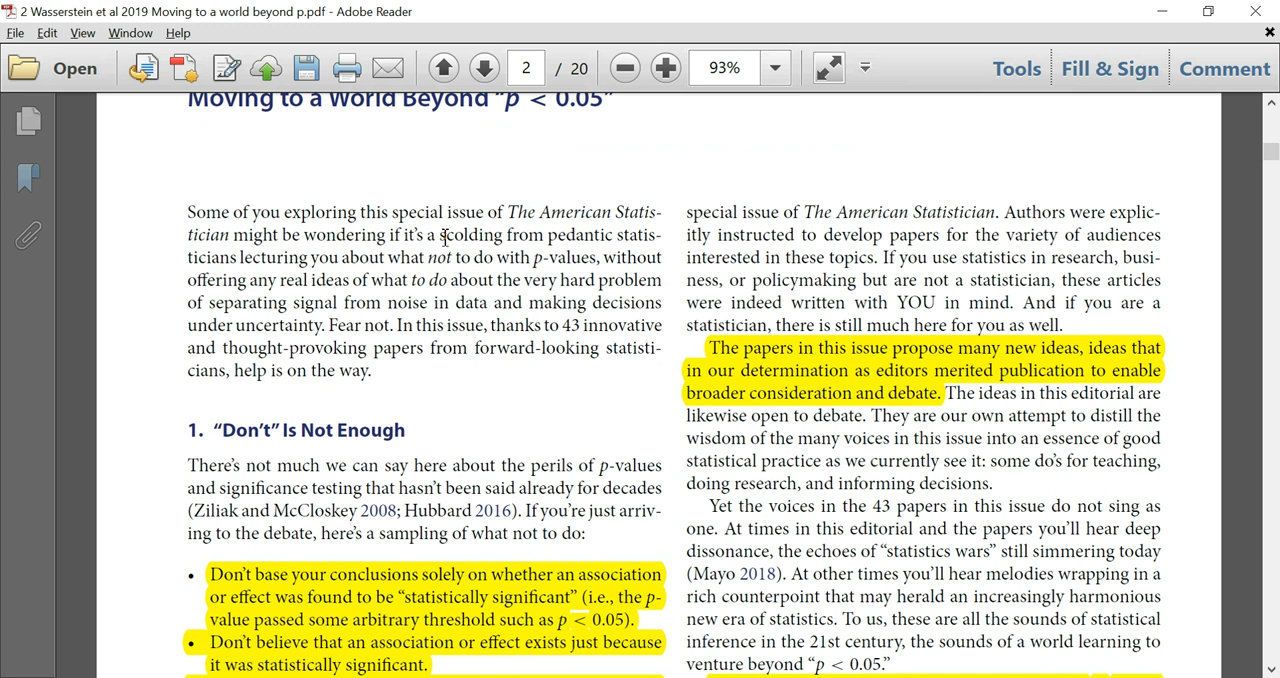 2 Wasserstein et al 2019 Moving to a world beyond p.pdf - Adobe Reader
File Edit View Window Help
Open 2 / 20 93% Tools Fill & Sign Comment
Moving to a World Beyond "p < 0.05"
Some of you exploring this special issue of The American Statis-
tician might be wondering if it's a scolding from pedantic statis-
ticians lecturing you about what not to do with p-values, without
offering any real ideas of what to do about the very hard problem
of separating signal from noise in data and making decisions
under uncertainty. Fear not. In this issue, thanks to 43 innovative
and thought-provoking papers from forward-looking statisti-
cians, help is on the way.
1. "Don't" Is Not Enough
There's not much we can say here about the perils of p-values
and significance testing that hasn't been said already for decades
(Ziliak and McCloskey 2008; Hubbard 2016). If you're just arriv-
ing to the debate, here's a sampling of what not to do:
• Don't base your conclusions solely on whether an association
or effect was found to be "statistically significant" (i.e., the p-
value passed some arbitrary threshold such as p < 0.05).
• Don't believe that an association or effect exists just because
it was statistically significant.
special issue of The American Statistician. Authors were explic-
itly instructed to develop papers for the variety of audiences
interested in these topics. If you use statistics in research, busi-
ness, or policymaking but are not a statistician, these articles
were indeed written with YOU in mind. And if you are a
statistician, there is still much here for you as well.
The papers in this issue propose many new ideas, ideas that
in our determination as editors merited publication to enable
broader consideration and debate. The ideas in this editorial are
likewise open to debate. They are our own attempt to distill the
wisdom of the many voices in this issue into an essence of good
statistical practice as we currently see it: some do's for teaching,
doing research, and informing decisions.
Yet the voices in the 43 papers in this issue do not sing as
one. At times in this editorial and the papers you'll hear deep
dissonance, the echoes of "statistics wars" still simmering today
(Mayo 2018). At other times you'll hear melodies wrapping in a
rich counterpoint that may herald an increasingly harmonious
new era of statistics. To us, these are all the sounds of statistical
inference in the 21st century, the sounds of a world learning to
venture beyond "p < 0.05."